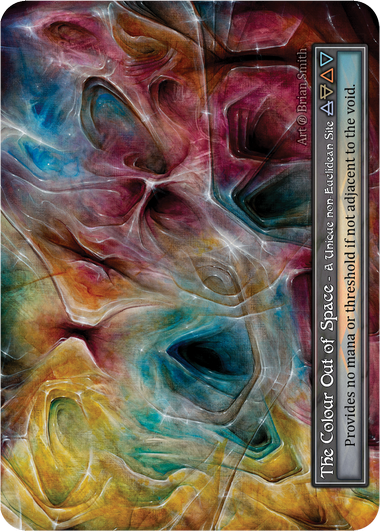 Art @ Brian Smith
The Colour Out of Space - A Unique non-Euclidean Site
Provides no mana or threshold if not adjacent to the void.